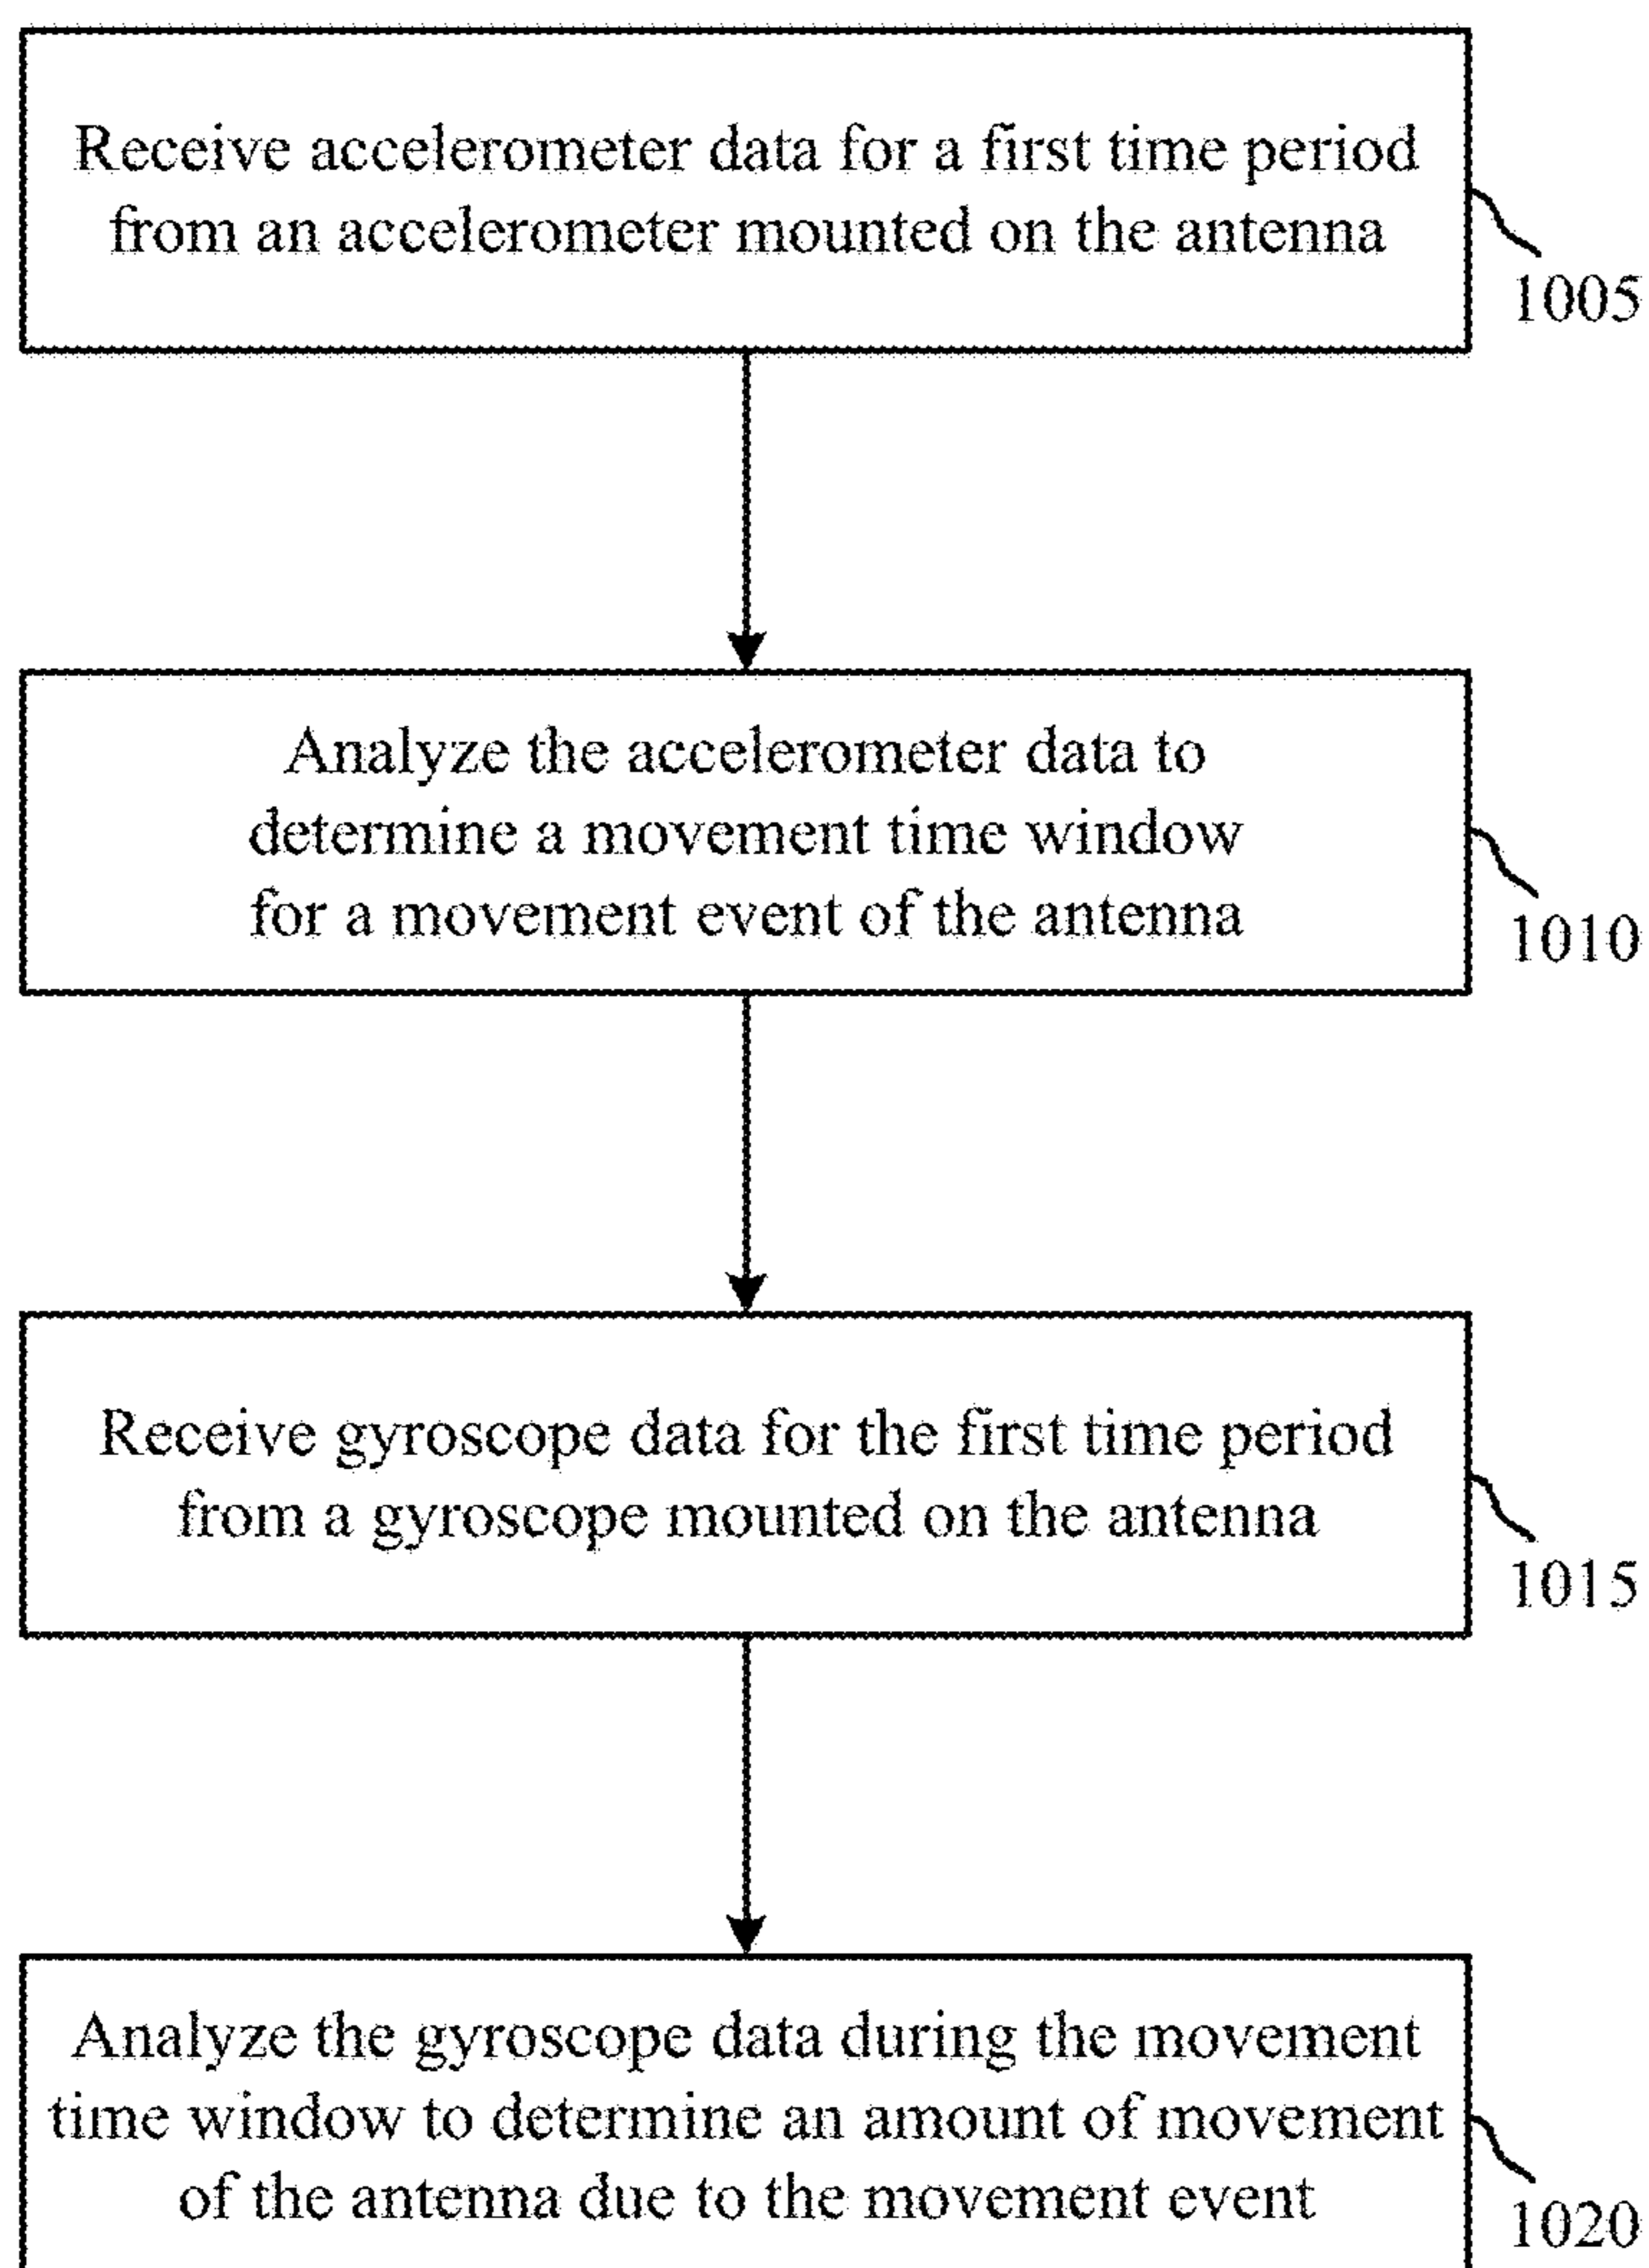 Receive accelerometer data for a first time period
from an accelerometer mounted on the antenna
1005
Analyze the accelerometer data to
determine a movement time window
for a movement event of the antenna
1010
Receive gyroscope data for the first time period
from a gyroscope mounted on the antenna
1015
Analyze the gyroscope data during the movement
time window to determine an amount of movement
of the antenna due to the movement event
1020